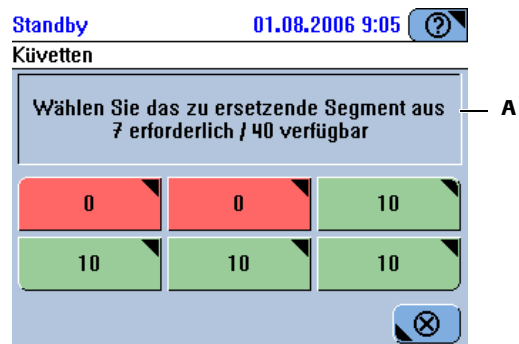 Standby 01.08.2006 9:05 ?
Küvetten
Wählen Sie das zu ersetzende Segment aus
7 erforderlich / 40 verfügbar
A
0 0 10
10 10 10